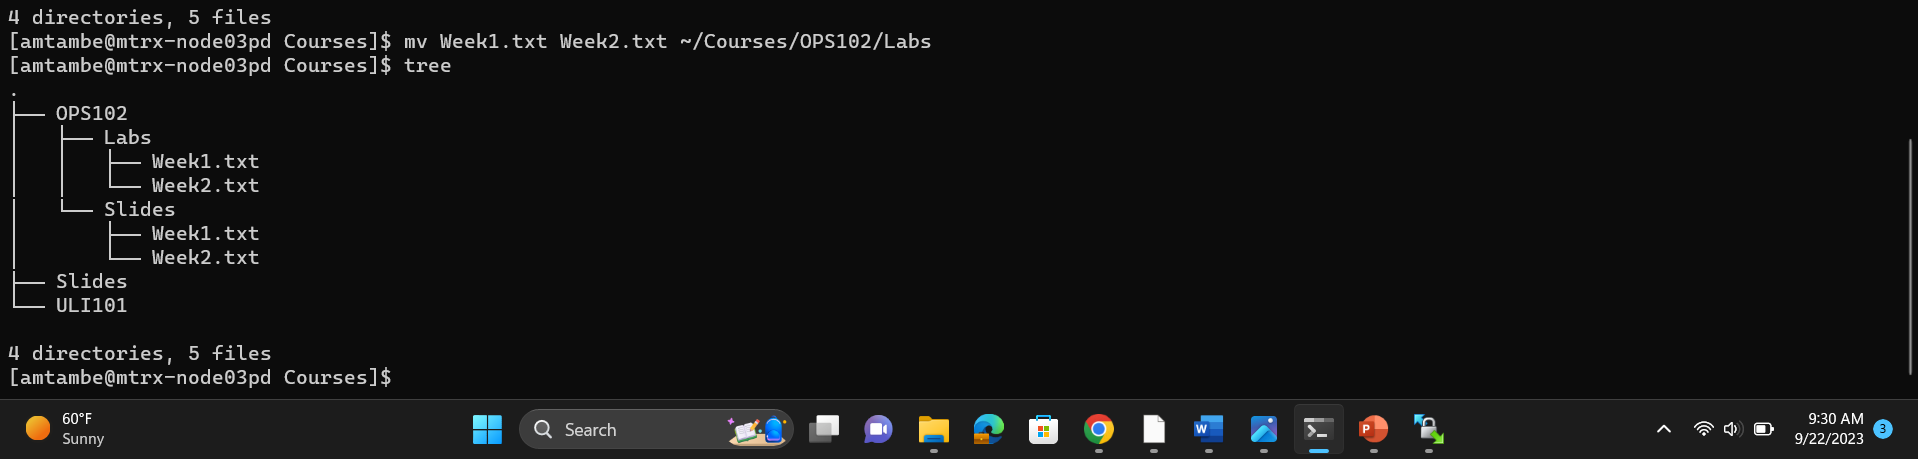 4 directories, 5 files
[amtambe@mtrx-node03pd Courses]$ mv Week1.txt Week2.txt ~/Courses/OPS102/Labs
[amtambe@mtrx-node03pd Courses]$ tree
.
├── OPS102
│   ├── Labs
│   │   ├── Week1.txt
│   │   └── Week2.txt
│   └── Slides
│       ├── Week1.txt
│       └── Week2.txt
├── Slides
└── ULI101
4 directories, 5 files
[amtambe@mtrx-node03pd Courses]$
60°F
Sunny
Search
W
P
9:30 AM
9/22/2023
3